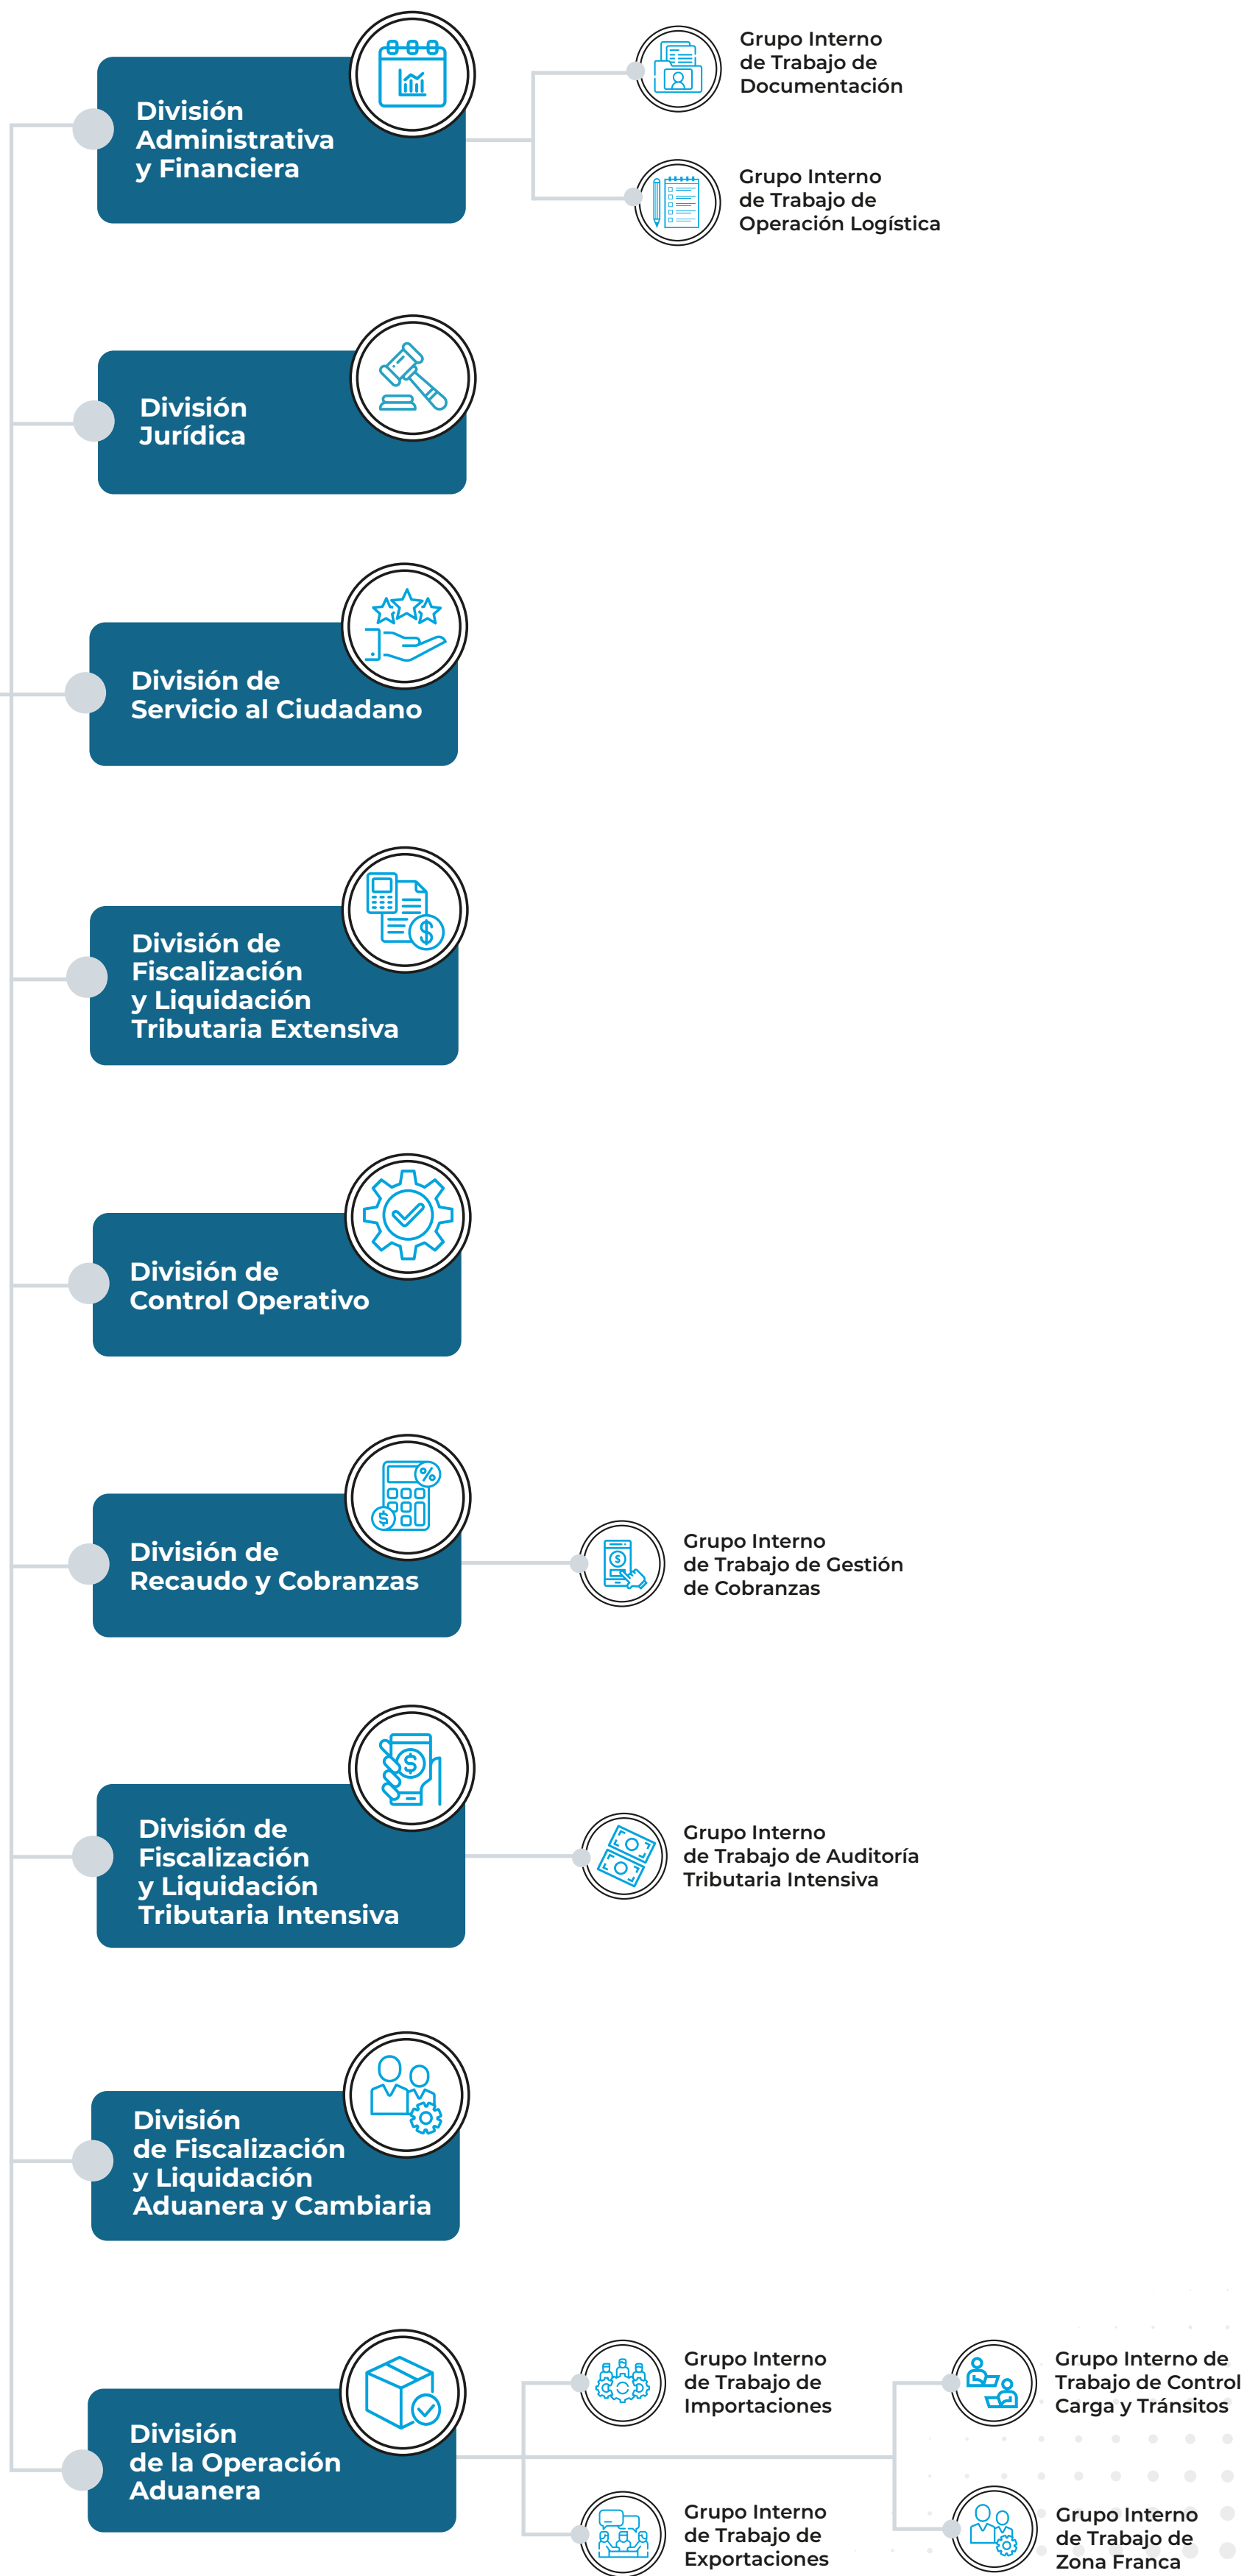 División
Administrativa
y Financiera
Grupo Interno
de Trabajo de
Documentación
Grupo Interno
de Trabajo de
Operación Logística
División
Jurídica
División de
Servicio al Ciudadano
División de
Fiscalización
y Liquidación
Tributaria Extensiva
División de
Control Operativo
División de
Recaudo y Cobranzas
Grupo Interno
de Trabajo de Gestión
de Cobranzas
División de
Fiscalización
y Liquidación
Tributaria Intensiva
Grupo Interno
de Trabajo de Auditoría
Tributaria Intensiva
División
de Fiscalización
y Liquidación
Aduanera y Cambiaria
División
de la Operación
Aduanera
Grupo Interno
de Trabajo de
Importaciones
Grupo Interno de
Trabajo de Control
Carga y Tránsitos
Grupo Interno
de Trabajo de
Exportaciones
Grupo Interno
de Trabajo de
Zona Franca